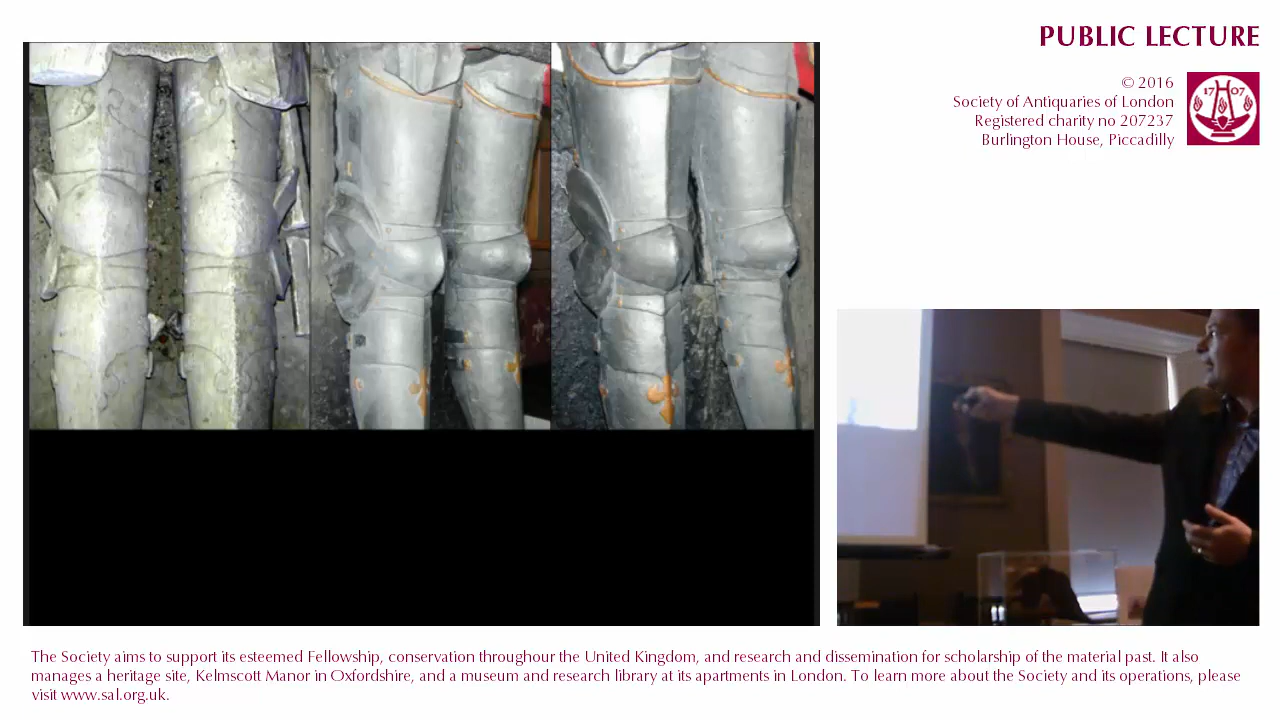 PUBLIC LECTURE
© 2016
Society of Antiquaries of London
Registered charity no 207237
Burlington House, Piccadilly
17 07
The Society aims to support its esteemed Fellowship, conservation throughour the United Kingdom, and research and dissemination for scholarship of the material past. It also
manages a heritage site, Kelmscott Manor in Oxfordshire, and a museum and research library at its apartments in London. To learn more about the Society and its operations, please
visit www.sal.org.uk.